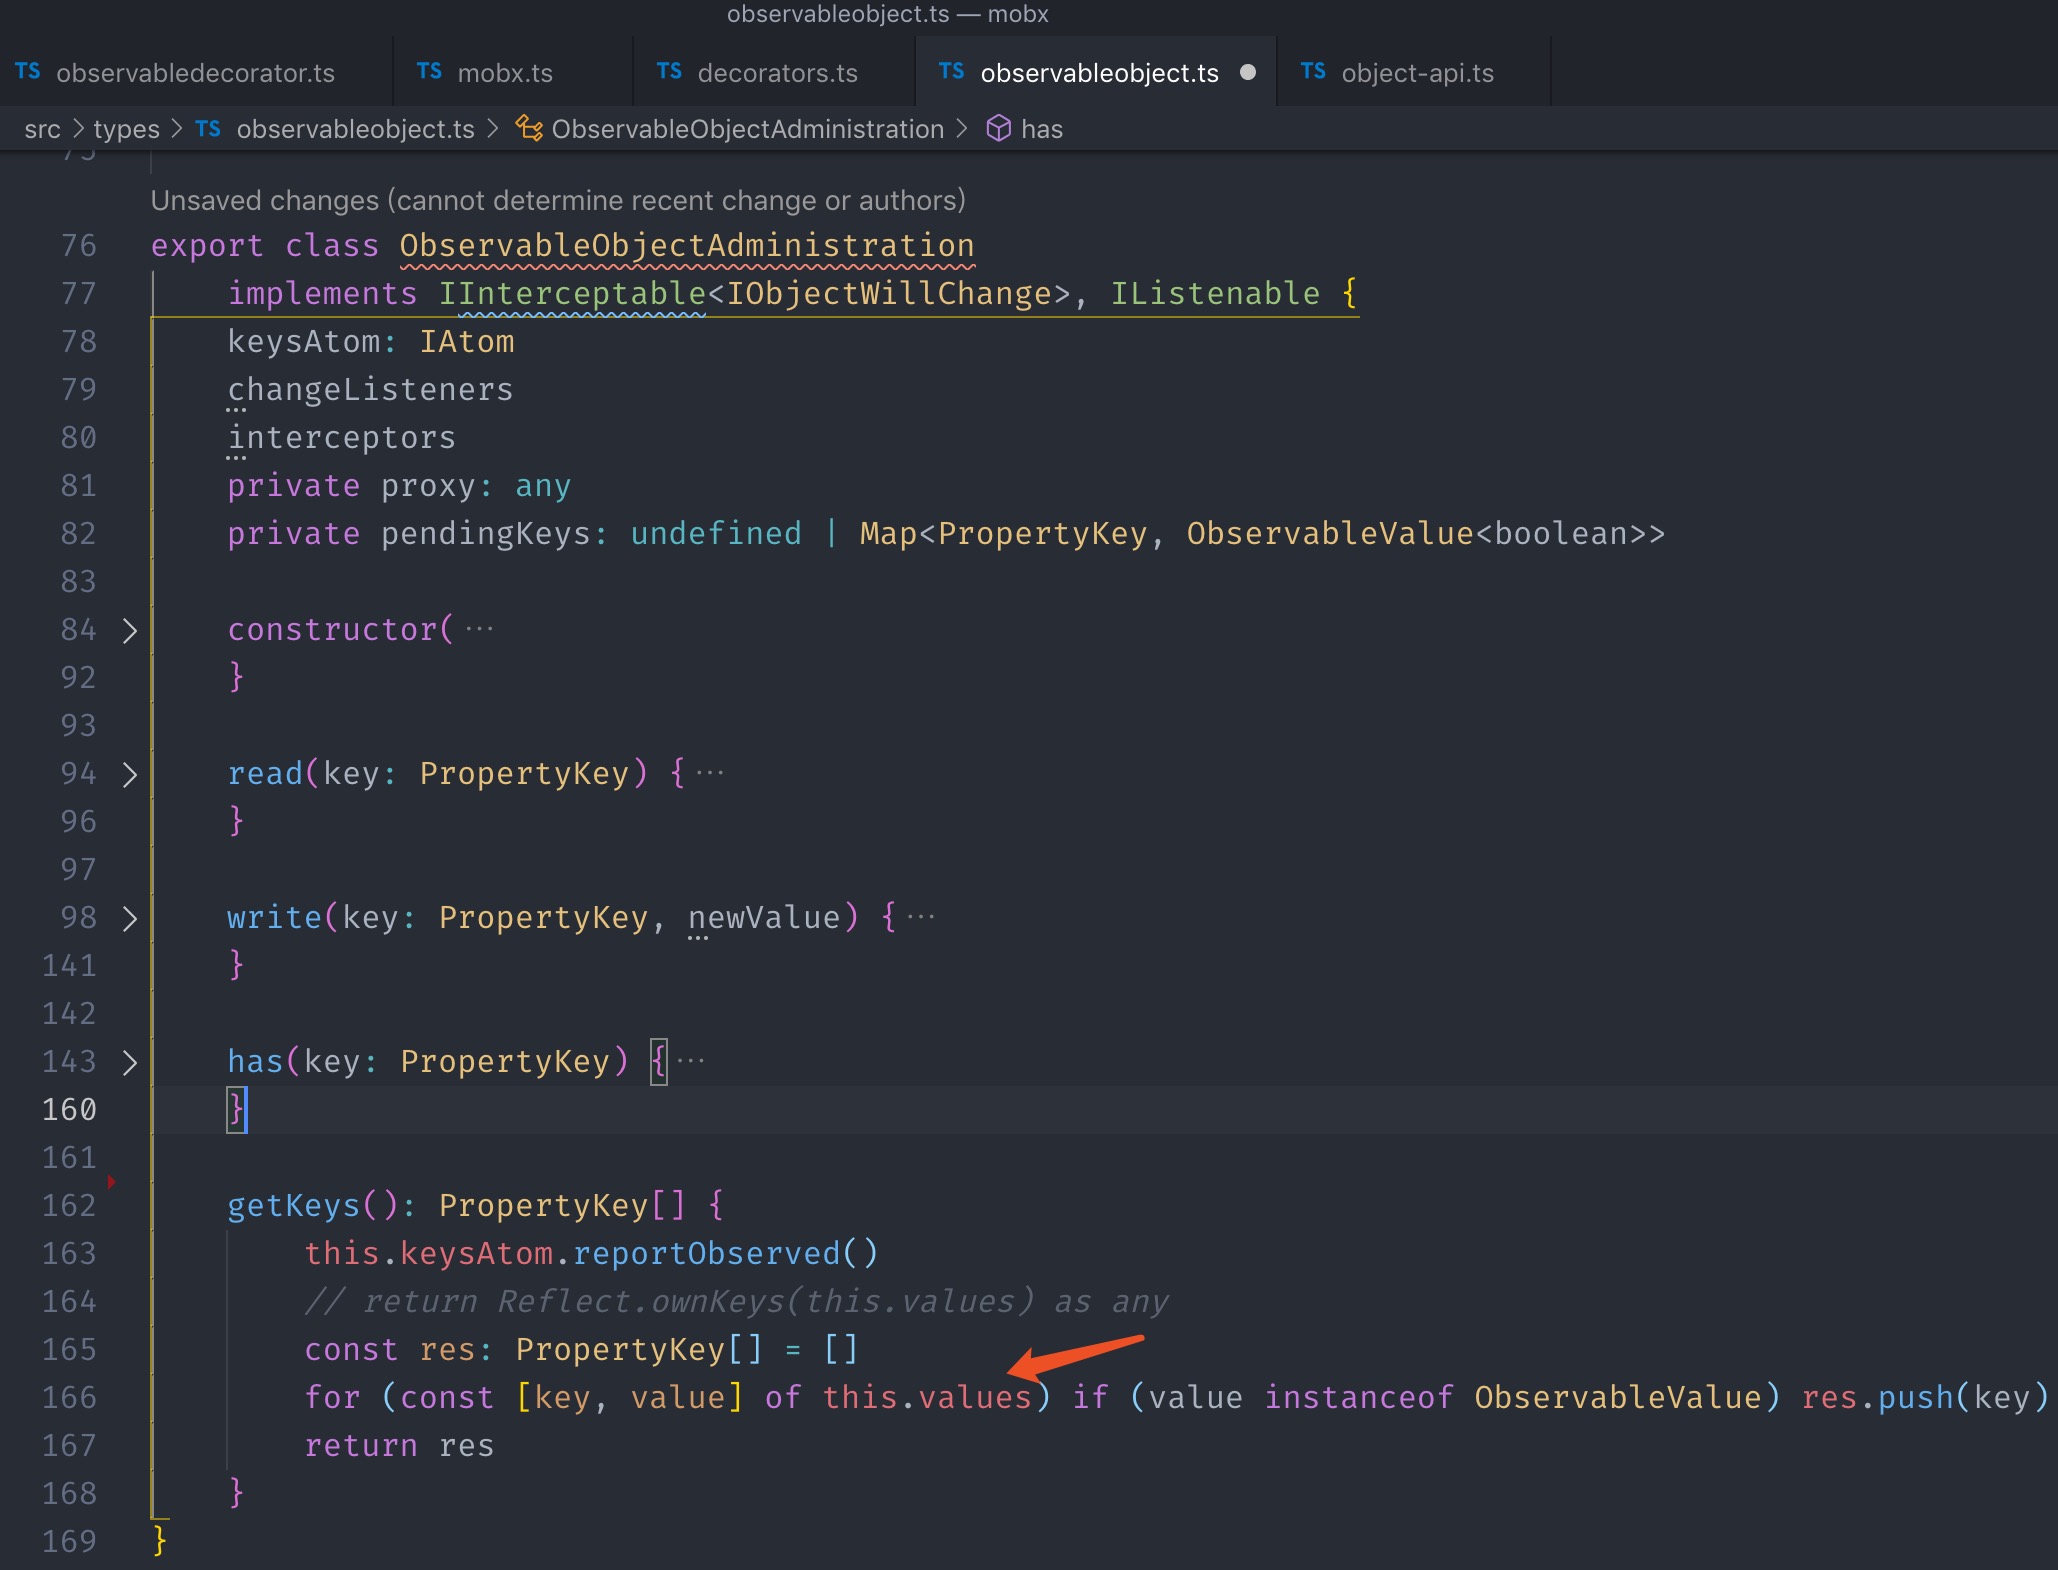 observableobject.ts — mobx
TS observabledecorator.ts TS mobx.ts TS decorators.ts TS observableobject.ts ● TS object-api.ts
src > types > TS observableobject.ts > ObservableObjectAdministration > has
75
Unsaved changes (cannot determine recent change or authors)
76 export class ObservableObjectAdministration
77     implements IInterceptable<IObjectWillChange>, IListenable {
78     keysAtom: IAtom
79     changeListeners
80     interceptors
81     private proxy: any
82     private pendingKeys: undefined | Map<PropertyKey, ObservableValue<boolean>>
83
84 >     constructor( ···
92     }
93
94 >     read(key: PropertyKey) { ···
96     }
97
98 >     write(key: PropertyKey, newValue) { ···
141     }
142
143 >     has(key: PropertyKey) { ···
160     }
161
162     getKeys(): PropertyKey[] {
163         this.keysAtom.reportObserved()
164         // return Reflect.ownKeys(this.values) as any
165         const res: PropertyKey[] = []
166         for (const [key, value] of this.values) if (value instanceof ObservableValue) res.push(key)
167         return res
168     }
169 }